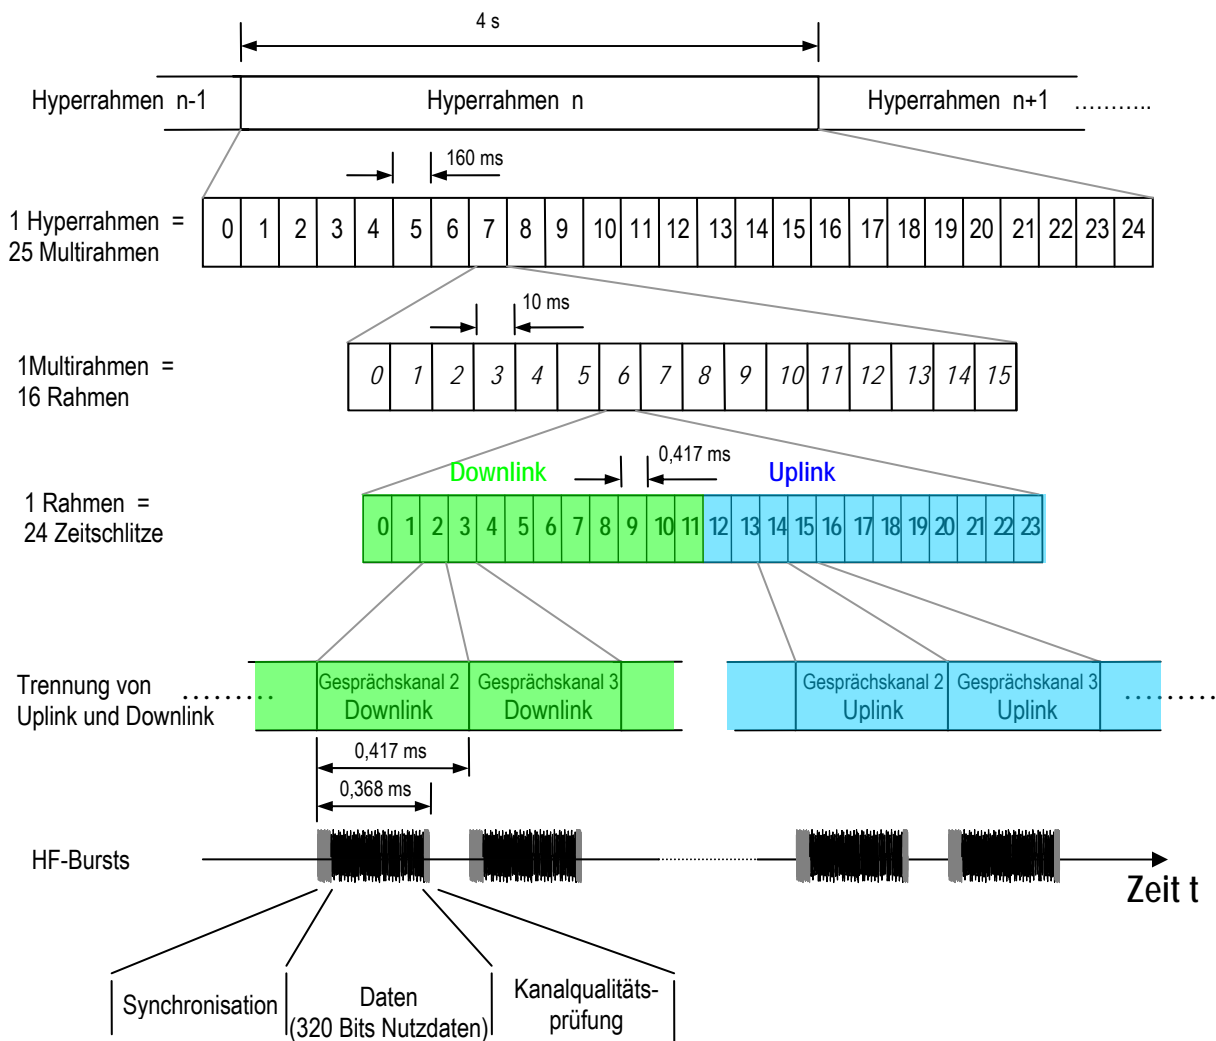 4 s
Hyperrahmen n-1 Hyperrahmen n Hyperrahmen n+1 ...........
160 ms
1 Hyperrahmen =
25 Multirahmen
0 1 2 3 4 5 6 7 8 9 10 11 12 13 14 15 16 17 18 19 20 21 22 23 24
10 ms
1Multirahmen =
16 Rahmen
0 1 2 3 4 5 6 7 8 9 10 11 12 13 14 15
Downlink 0,417 ms Uplink
1 Rahmen =
24 Zeitschlitze
0 1 2 3 4 5 6 7 8 9 10 11 12 13 14 15 16 17 18 19 20 21 22 23
Trennung von
Uplink und Downlink
.........
Gesprächskanal 2
Downlink
Gesprächskanal 3
Downlink
Gesprächskanal 2
Uplink
Gesprächskanal 3
Uplink
.........
0,417 ms
0,368 ms
HF-Bursts
Zeit t
Synchronisation
Daten
(320 Bits Nutzdaten)
Kanalqualitäts-
prüfung